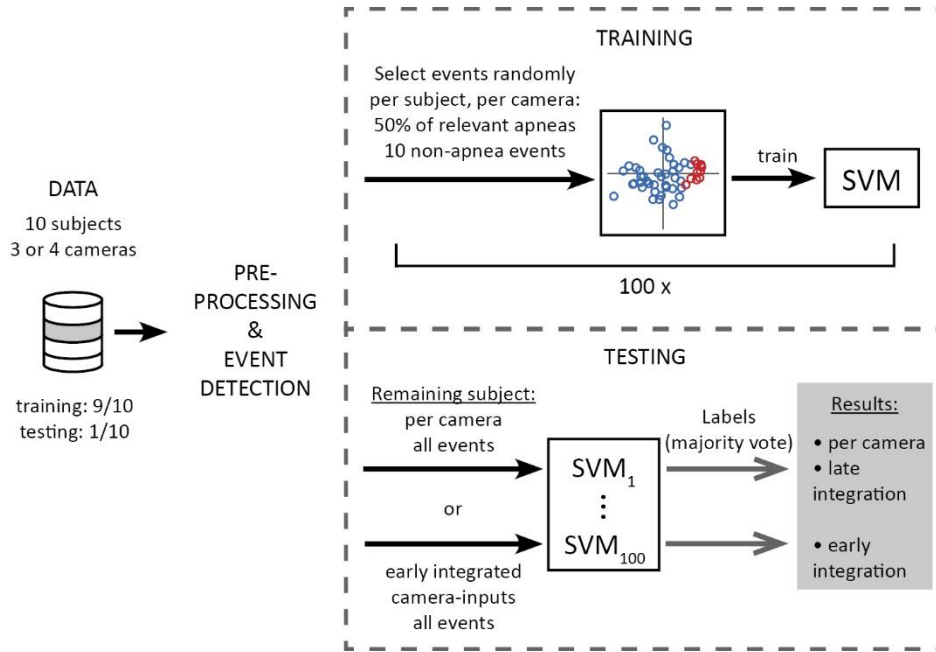 DATA
10 subjects
3 or 4 cameras
training: 9/10
testing: 1/10
PRE-
PROCESSING
&
EVENT
DETECTION
TRAINING
Select events randomly
per subject, per camera:
50% of relevant apneas
10 non-apnea events
train
SVM
100 x
TESTING
Remaining subject:
per camera
all events
or
early integrated
camera-inputs
all events
SVM1
⋮
SVM100
Labels
(majority vote)
Results:
• per camera
• late
integration
• early
integration